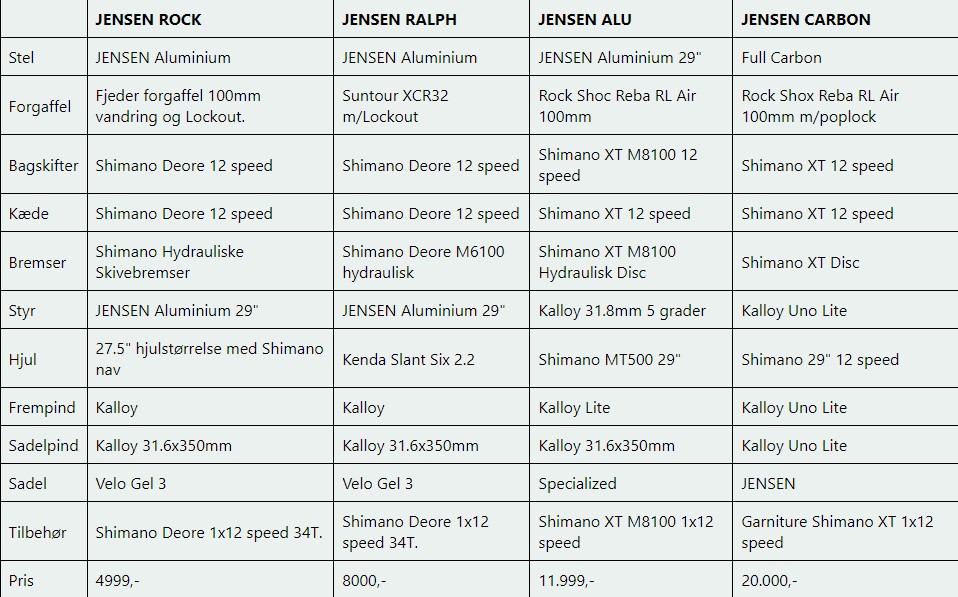 JENSEN ROCK JENSEN RALPH JENSEN ALU JENSEN CARBON
Stel JENSEN Aluminium JENSEN Aluminium JENSEN Aluminium 29" Full Carbon
Forgaffel Fjeder forgaffel 100mm Suntour XCR32 Rock Shoc Reba RL Air Rock Shox Reba RL Air
vandring og Lockout. m/Lockout 100mm 100mm m/poplock
Bagskifter Shimano Deore 12 speed Shimano Deore 12 speed Shimano XT M8100 12 Shimano XT 12 speed
speed
Kæde Shimano Deore 12 speed Shimano Deore 12 speed Shimano XT 12 speed Shimano XT 12 speed
Bremser Shimano Hydrauliske Shimano Deore M6100 Shimano XT M8100 Shimano XT Disc
Skivebremser hydraulisk Hydraulisk Disc
Styr JENSEN Aluminium 29" JENSEN Aluminium 29" Kalloy 31.8mm 5 grader Kalloy Uno Lite
Hjul 27.5" hjulstørrelse med Shimano Kenda Slant Six 2.2 Shimano MT500 29" Shimano 29" 12 speed
nav
Frempind Kalloy Kalloy Kalloy Lite Kalloy Uno Lite
Sadelpind Kalloy 31.6x350mm Kalloy 31.6x350mm Kalloy 31.6x350mm Kalloy Uno Lite
Sadel Velo Gel 3 Velo Gel 3 Specialized JENSEN
Tilbehør Shimano Deore 1x12 speed 34T. Shimano Deore 1x12 Shimano XT M8100 1x12 Garniture Shimano XT 1x12
speed 34T. speed speed
Pris 4999,- 8000,- 11.999,- 20.000,-